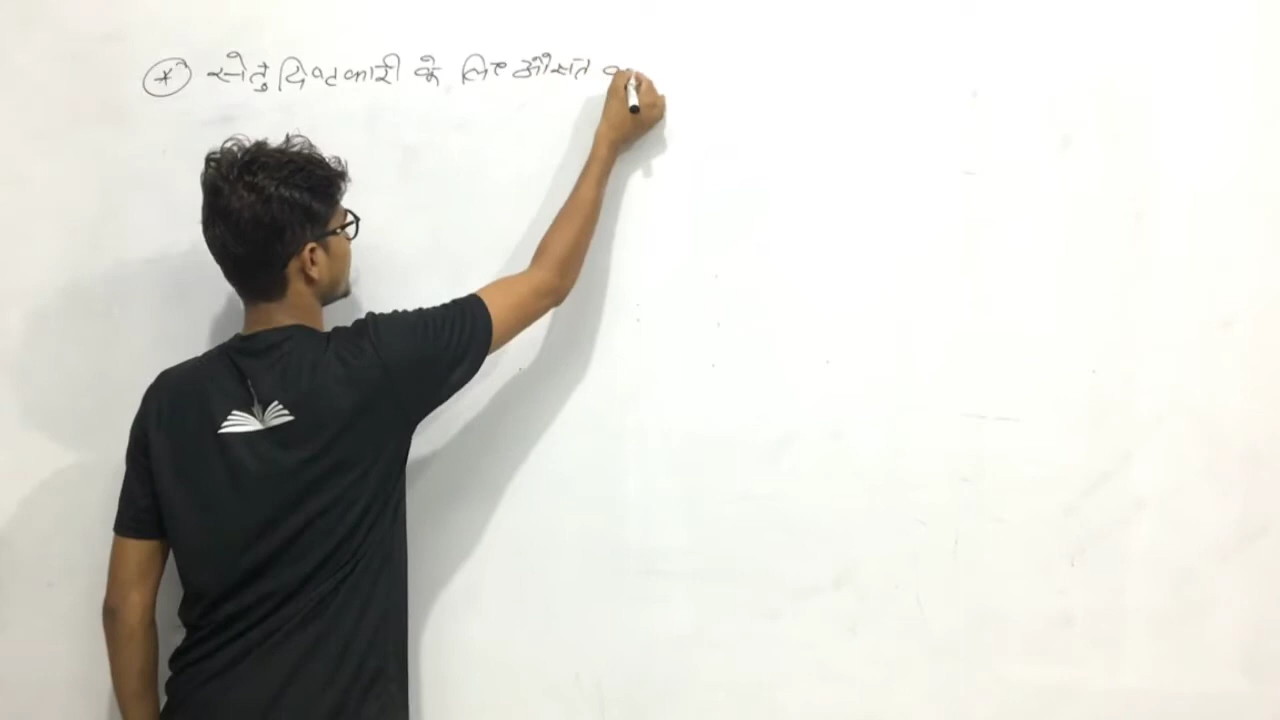 * सेतु दिष्टकारी के लिए औसत